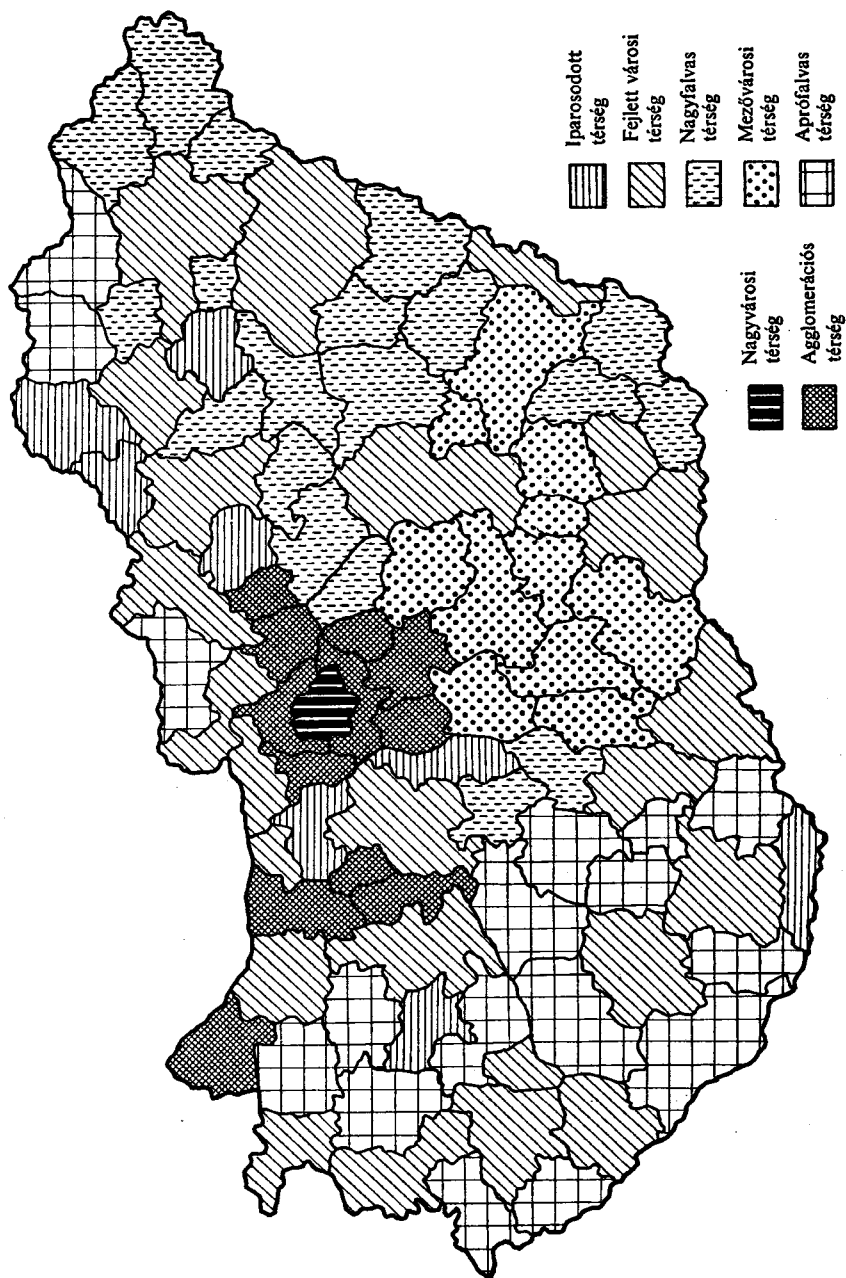 Nagyvárosi
térség
Agglomerációs
térség
Iparosodott
térség
Fejlett városi
térség
Nagyfalvas
térség
Mezővárosi
térség
Aprófalvas
térség